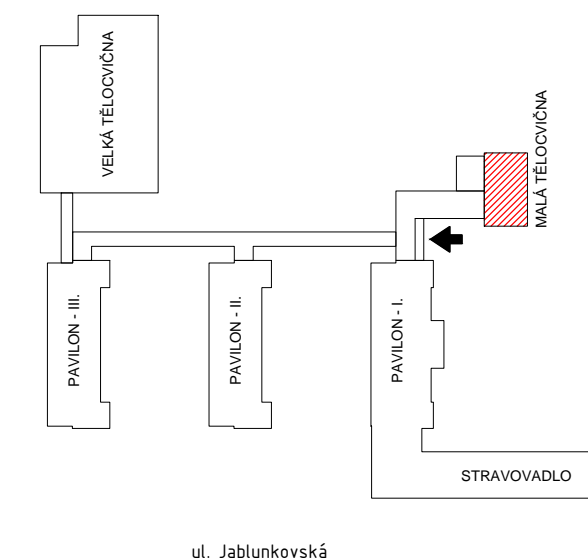 VELKÁ TĚLOCVIČNA
MALÁ TĚLOCVIČNA
PAVILON - III.
PAVILON - II.
PAVILON - I.
STRAVOVADLO
ul. Jablunkovská